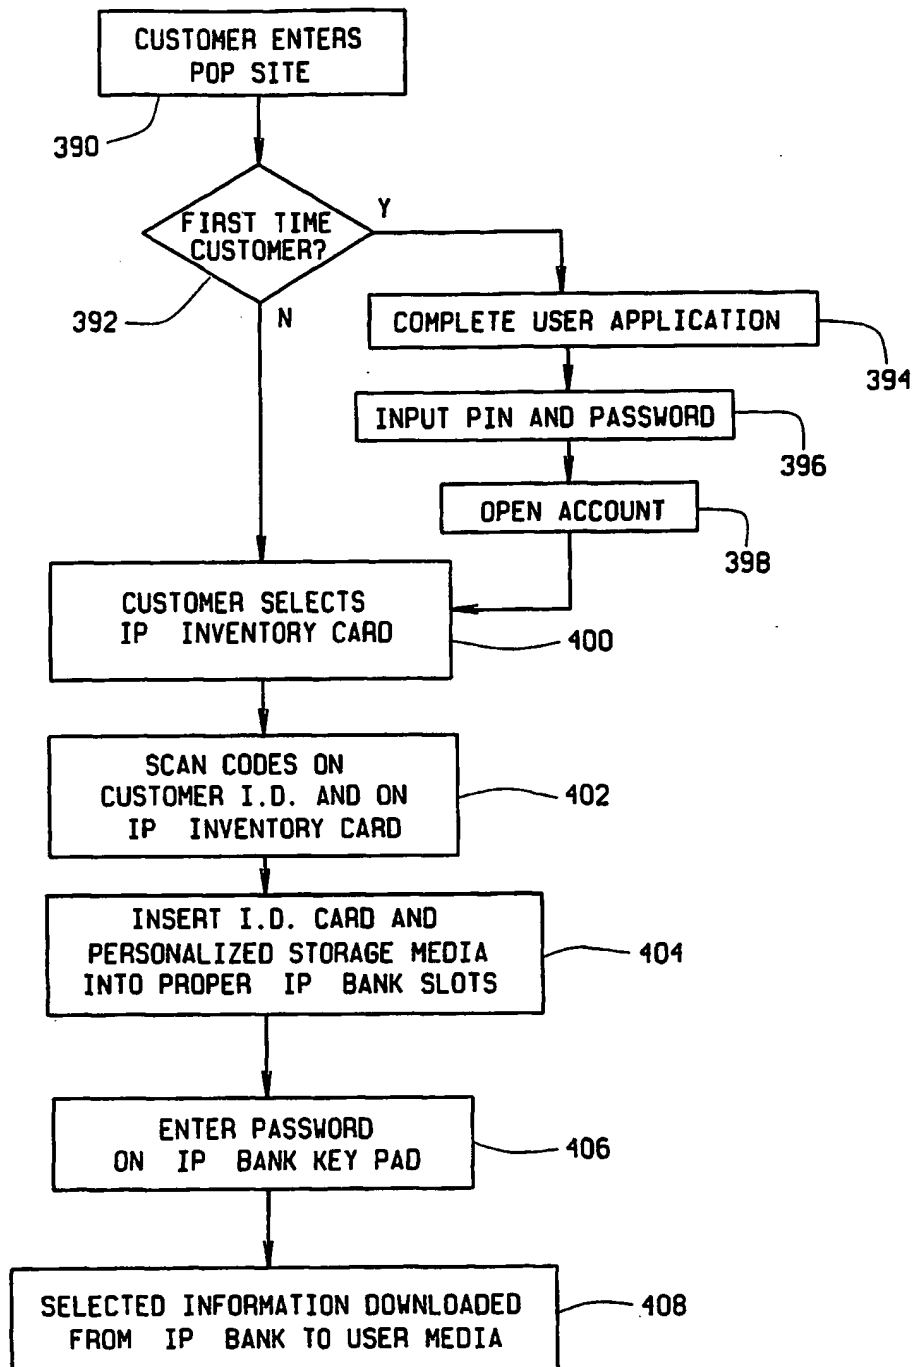 CUSTOMER ENTERS
POP SITE
390
FIRST TIME
CUSTOMER?
Y
392
N
COMPLETE USER APPLICATION
394
INPUT PIN AND PASSWORD
396
OPEN ACCOUNT
398
CUSTOMER SELECTS
IP INVENTORY CARD
400
SCAN CODES ON
CUSTOMER I.D. AND ON
IP INVENTORY CARD
402
INSERT I.D. CARD AND
PERSONALIZED STORAGE MEDIA
INTO PROPER IP BANK SLOTS
404
ENTER PASSWORD
ON IP BANK KEY PAD
406
SELECTED INFORMATION DOWNLOADED
FROM IP BANK TO USER MEDIA
408